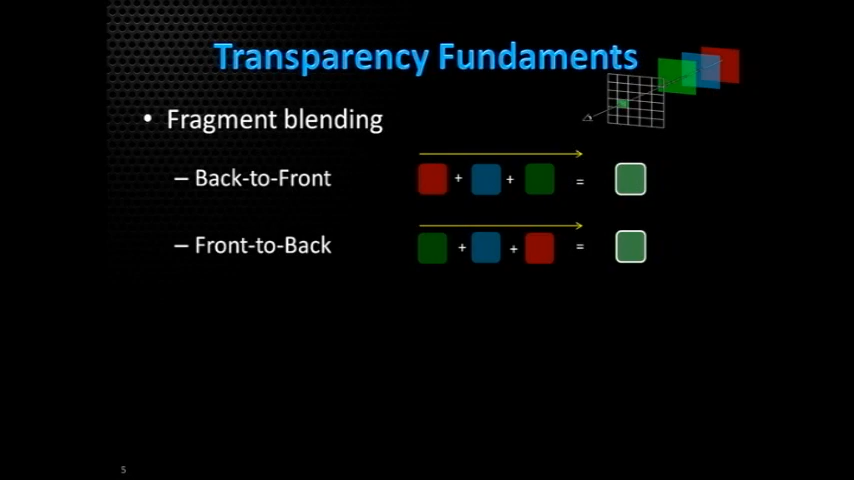 Transparency Fundaments
• Fragment blending
– Back-to-Front + + =
– Front-to-Back + + =
5